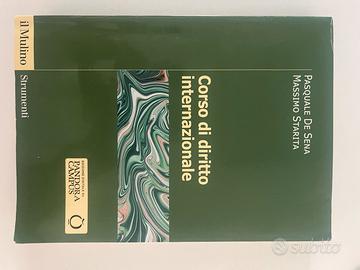 PASQUALE DE SENA
MASSIMO STARITA
Corso di diritto
internazionale
PANDORA
CAMPUS
il Mulino
Strumenti
subito